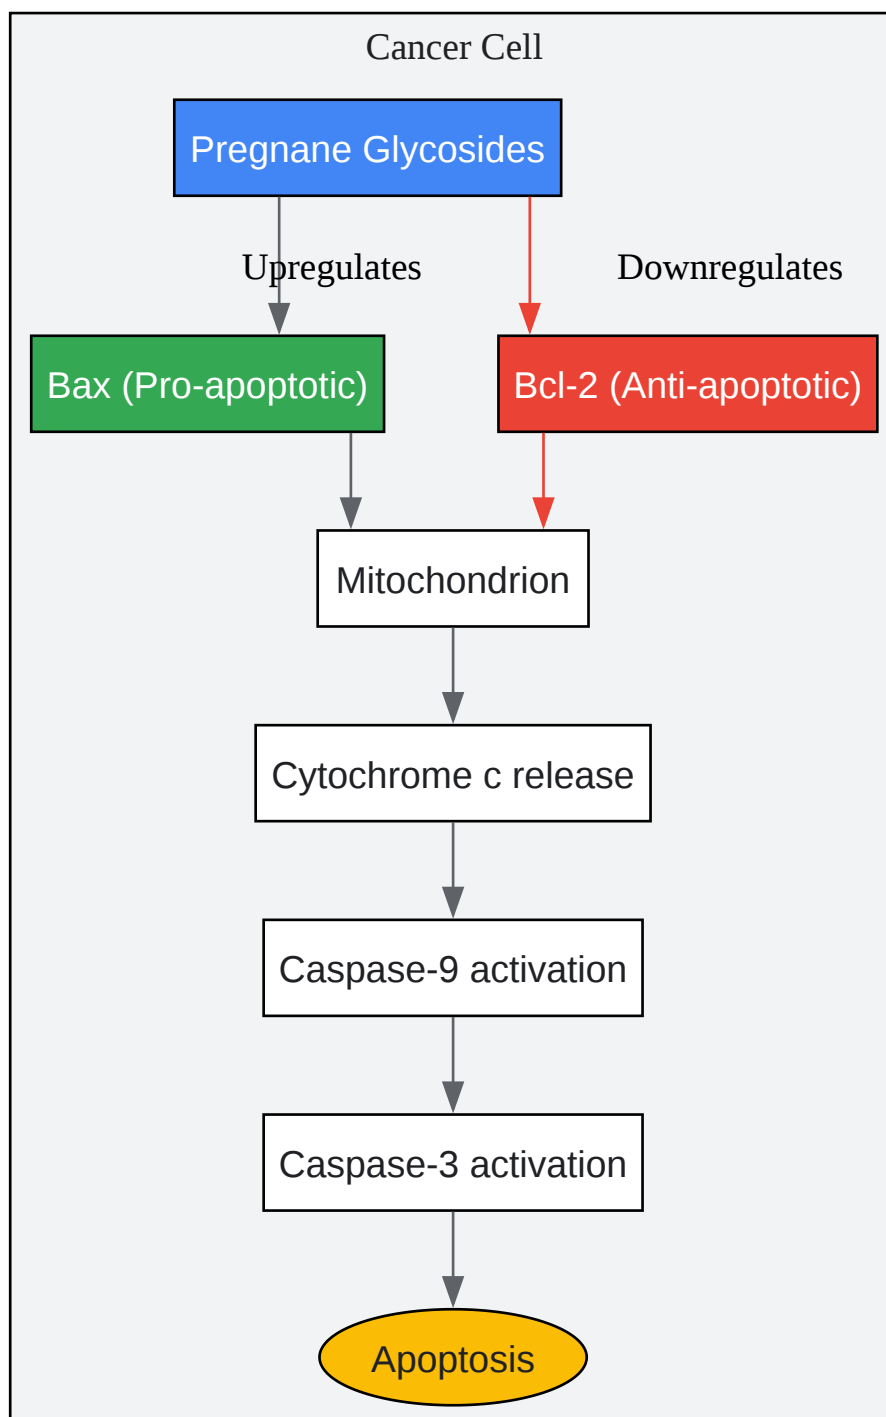 Cancer Cell
Pregnane Glycosides
Upregulates
Downregulates
Bax (Pro-apoptotic)
Bcl-2 (Anti-apoptotic)
Mitochondrion
Cytochrome c release
Caspase-9 activation
Caspase-3 activation
Apoptosis